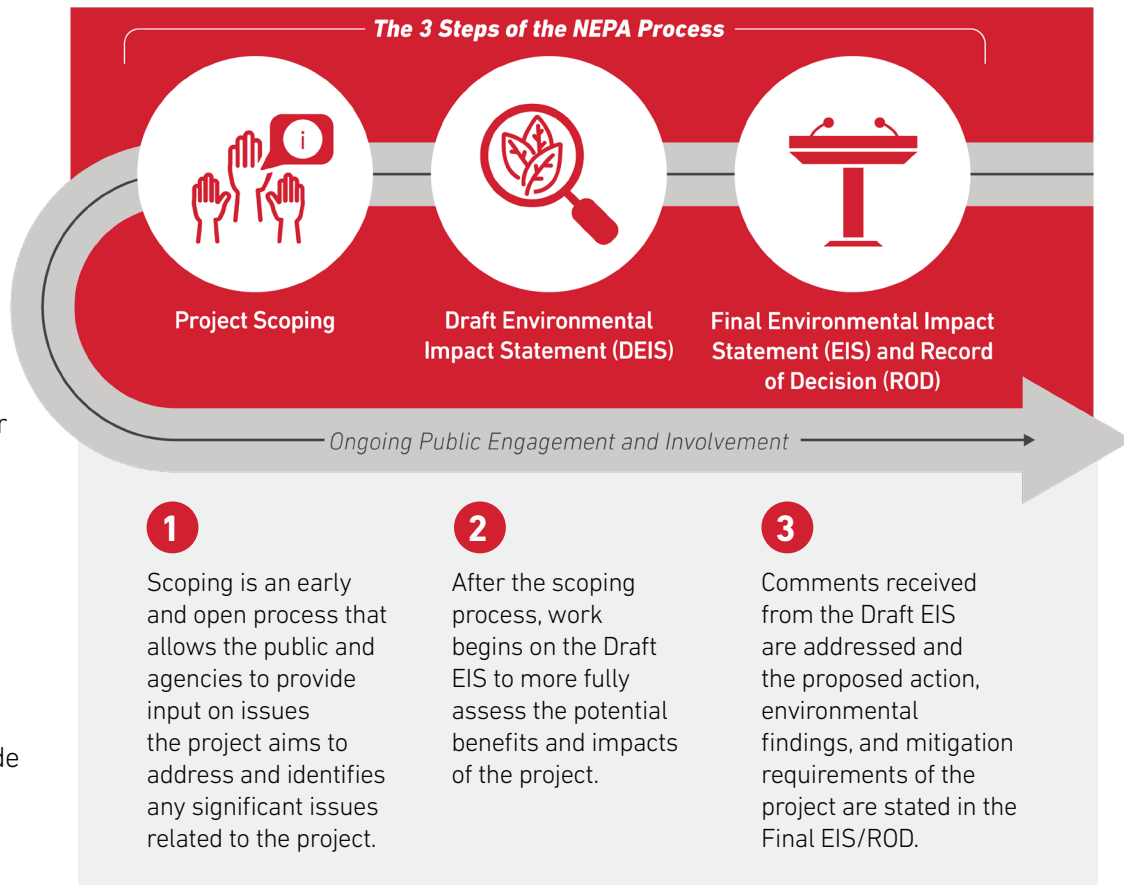 The 3 Steps of the NEPA Process
i
Project Scoping
Draft Environmental
Impact Statement (DEIS)
Final Environmental Impact
Statement (EIS) and Record
of Decision (ROD)
Ongoing Public Engagement and Involvement
1
Scoping is an early
and open process that
allows the public and
agencies to provide
input on issues
the project aims to
address and identifies
any significant issues
related to the project.
2
After the scoping
process, work
begins on the Draft
EIS to more fully
assess the potential
benefits and impacts
of the project.
3
Comments received
from the Draft EIS
are addressed and
the proposed action,
environmental
findings, and mitigation
requirements of the
project are stated in the
Final EIS/ROD.